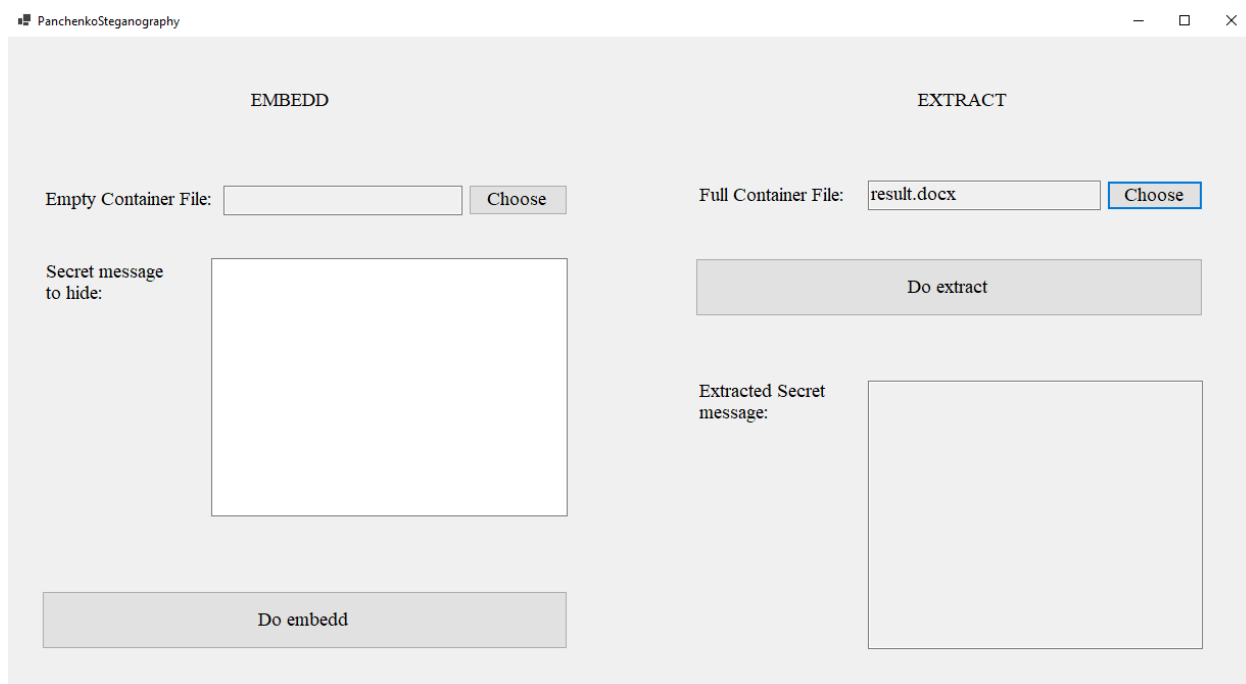 PanchenkoSteganography
EMBEDD
Empty Container File:
Choose
Secret message
to hide:
Do embedd
EXTRACT
Full Container File:
result.docx
Choose
Do extract
Extracted Secret
message: